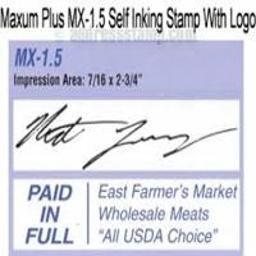 Maxum Plus MX-1.5 Self Inking Stamp With Logo
© addressstamp.com
MX-1.5
Impression Area: 7/16 x 2-3/4"
PAID
IN
FULL
East Farmer's Market
Wholesale Meats
"All USDA Choice"